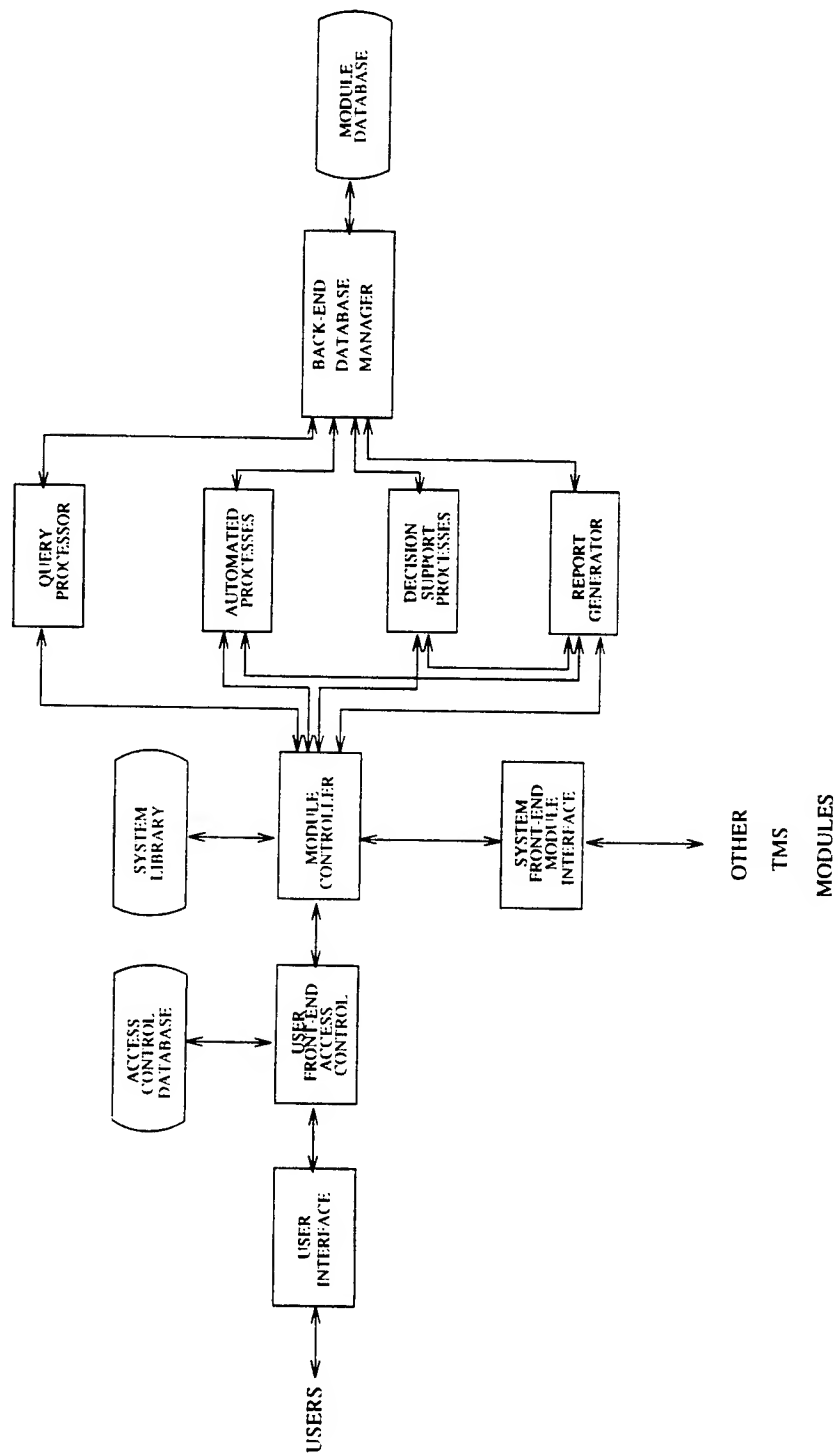 USERS
USER
INTERFACE
ACCESS
CONTROL
DATABASE
USER
FRONT-END
ACCESS
CONTROL
SYSTEM
LIBRARY
MODULE
CONTROLLER
SYSTEM
FRONT-END
MODULE
INTERFACE
OTHER
TMS
MODULES
QUERY
PROCESSOR
AUTOMATED
PROCESSES
DECISION
SUPPORT
PROCESSES
REPORT
GENERATOR
BACK-END
DATABASE
MANAGER
MODULE
DATABASE